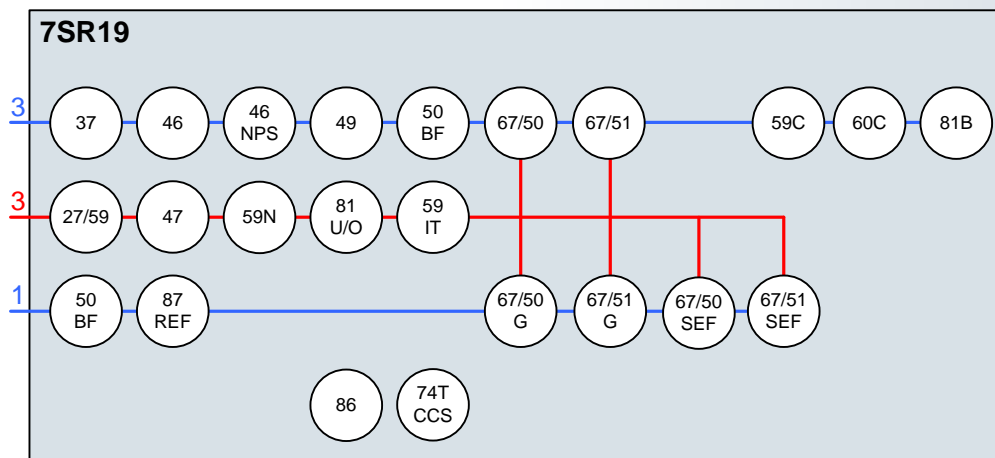 7SR19
3
37
46
46
NPS
49
50
BF
67/50
67/51
59C
60C
81B
3
27/59
47
59N
81
U/O
59
IT
1
50
BF
87
REF
67/50
G
67/51
G
67/50
SEF
67/51
SEF
86
74T
CCS